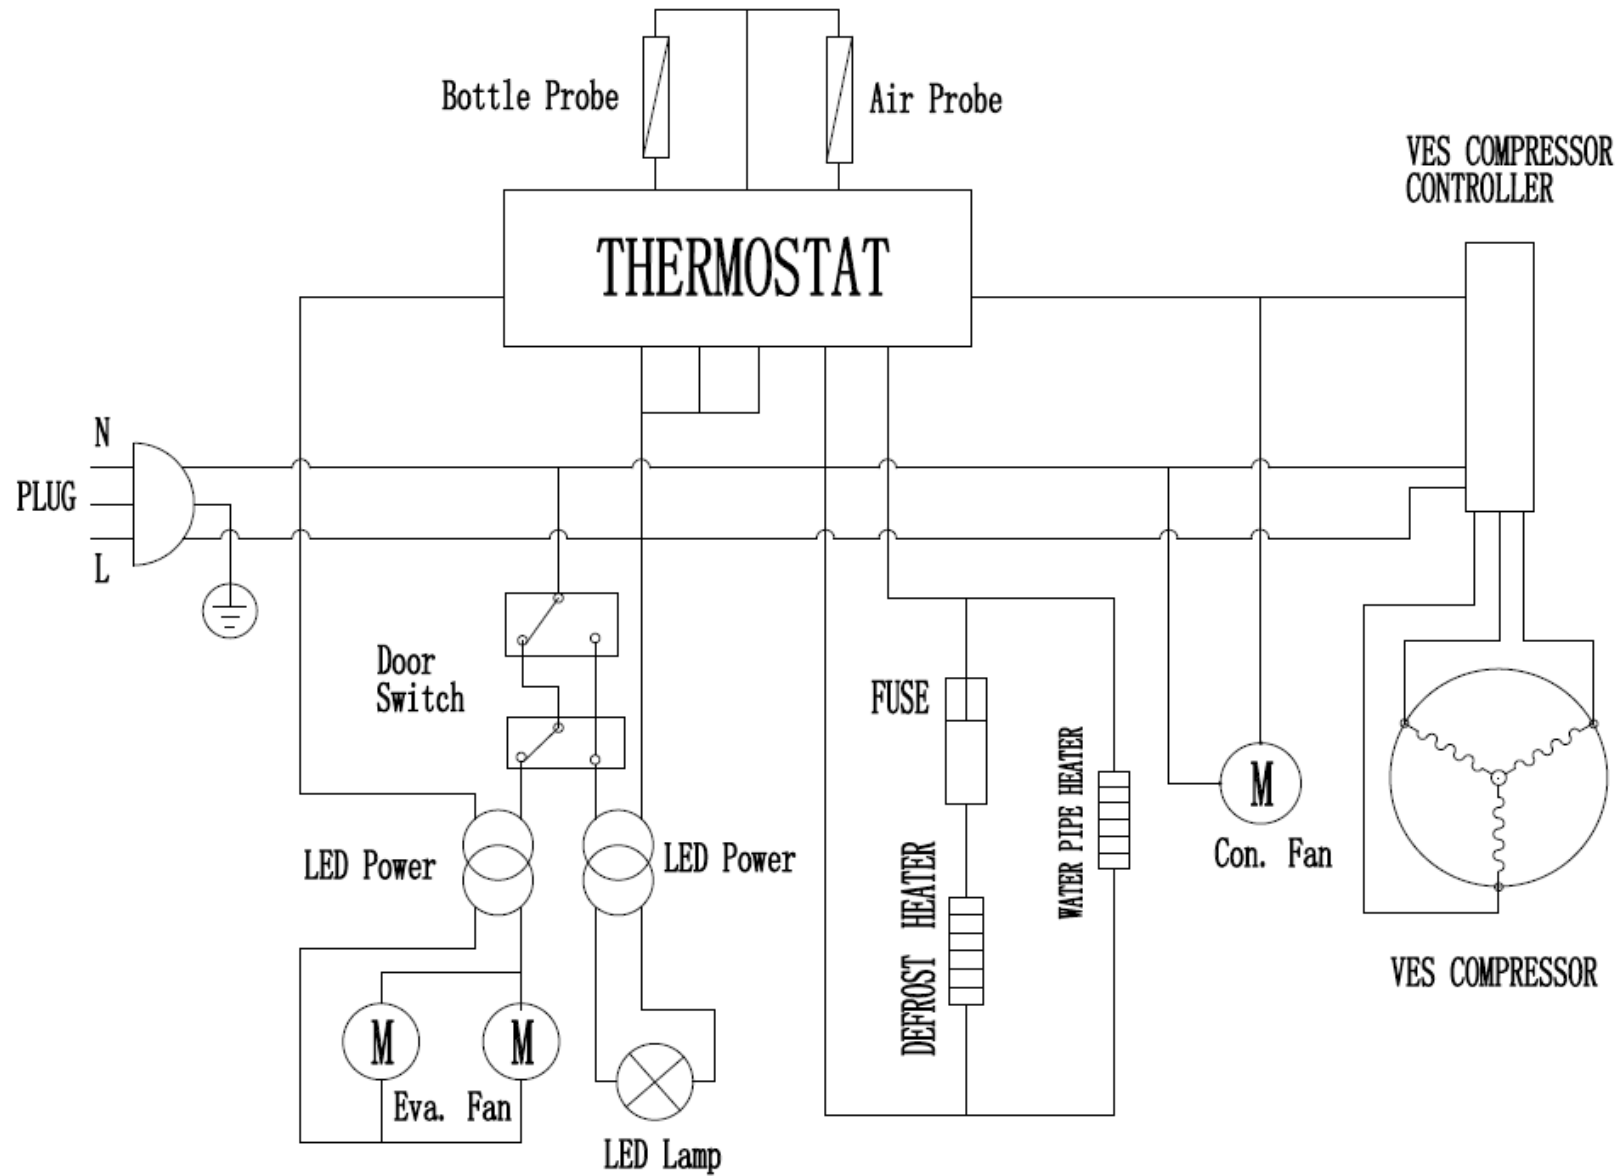 Bottle Probe
Air Probe
VES COMPRESSOR
CONTROLLER
THERMOSTAT
N
PLUG
L
Door
Switch
FUSE
WATER PIPE HEATER
M
Con. Fan
LED Power
LED Power
DEFROST HEATER
VES COMPRESSOR
M
M
Eva. Fan
LED Lamp